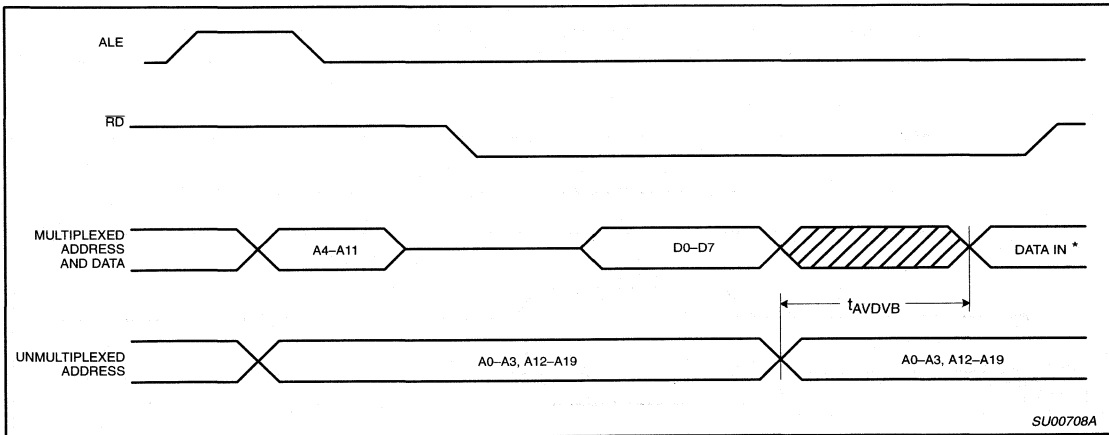 ALE
RD
MULTIPLEXED
ADDRESS
AND DATA
A4–A11
D0–D7
DATA IN *
tAVDVB
UNMULTIPLEXED
ADDRESS
A0–A3, A12–A19
A0–A3, A12–A19
SU00708A